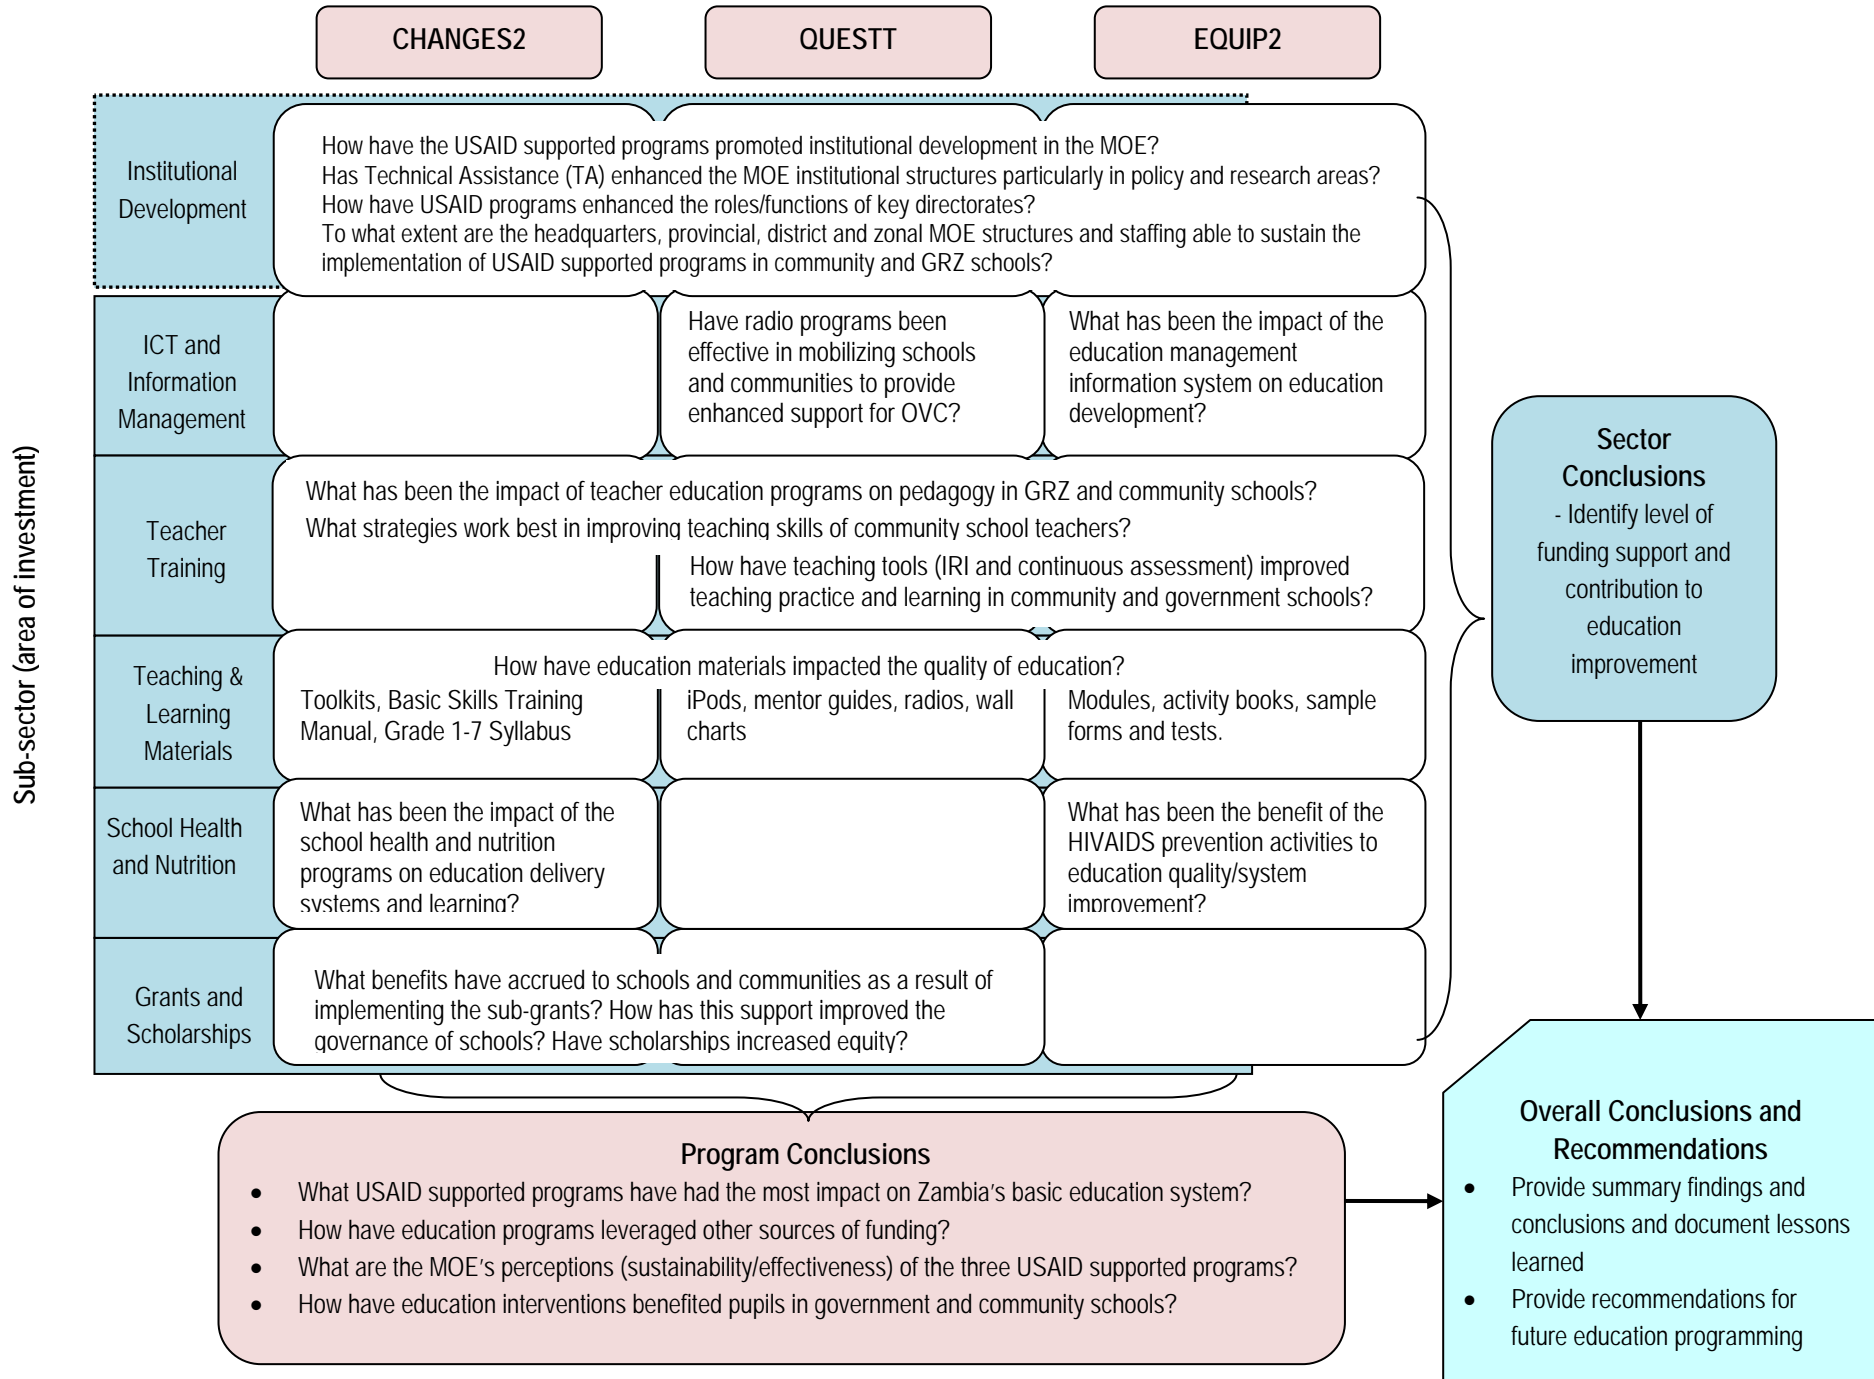 CHANGES2
QUESTT
EQUIP2
Sub-sector (area of investment)
Institutional
Development
How have the USAID supported programs promoted institutional development in the MOE?
Has Technical Assistance (TA) enhanced the MOE institutional structures particularly in policy and research areas?
How have USAID programs enhanced the roles/functions of key directorates?
To what extent are the headquarters, provincial, district and zonal MOE structures and staffing able to sustain the
implementation of USAID supported programs in community and GRZ schools?
ICT and
Information
Management
Have radio programs been
effective in mobilizing schools
and communities to provide
enhanced support for OVC?
What has been the impact of the
education management
information system on education
development?
Teacher
Training
What has been the impact of teacher education programs on pedagogy in GRZ and community schools?
What strategies work best in improving teaching skills of community school teachers?
How have teaching tools (IRI and continuous assessment) improved
teaching practice and learning in community and government schools?
Teaching &
Learning
Materials
How have education materials impacted the quality of education?
Toolkits, Basic Skills Training
Manual, Grade 1-7 Syllabus
iPods, mentor guides, radios, wall
charts
Modules, activity books, sample
forms and tests.
School Health
and Nutrition
What has been the impact of the
school health and nutrition
programs on education delivery
systems and learning?
What has been the benefit of the
HIVAIDS prevention activities to
education quality/system
improvement?
Grants and
Scholarships
What benefits have accrued to schools and communities as a result of
implementing the sub-grants? How has this support improved the
governance of schools? Have scholarships increased equity?
Sector
Conclusions
- Identify level of
funding support and
contribution to
education
improvement
Program Conclusions
• What USAID supported programs have had the most impact on Zambia's basic education system?
• How have education programs leveraged other sources of funding?
• What are the MOE's perceptions (sustainability/effectiveness) of the three USAID supported programs?
• How have education interventions benefited pupils in government and community schools?
Overall Conclusions and
Recommendations
• Provide summary findings and
conclusions and document lessons
learned
• Provide recommendations for
future education programming